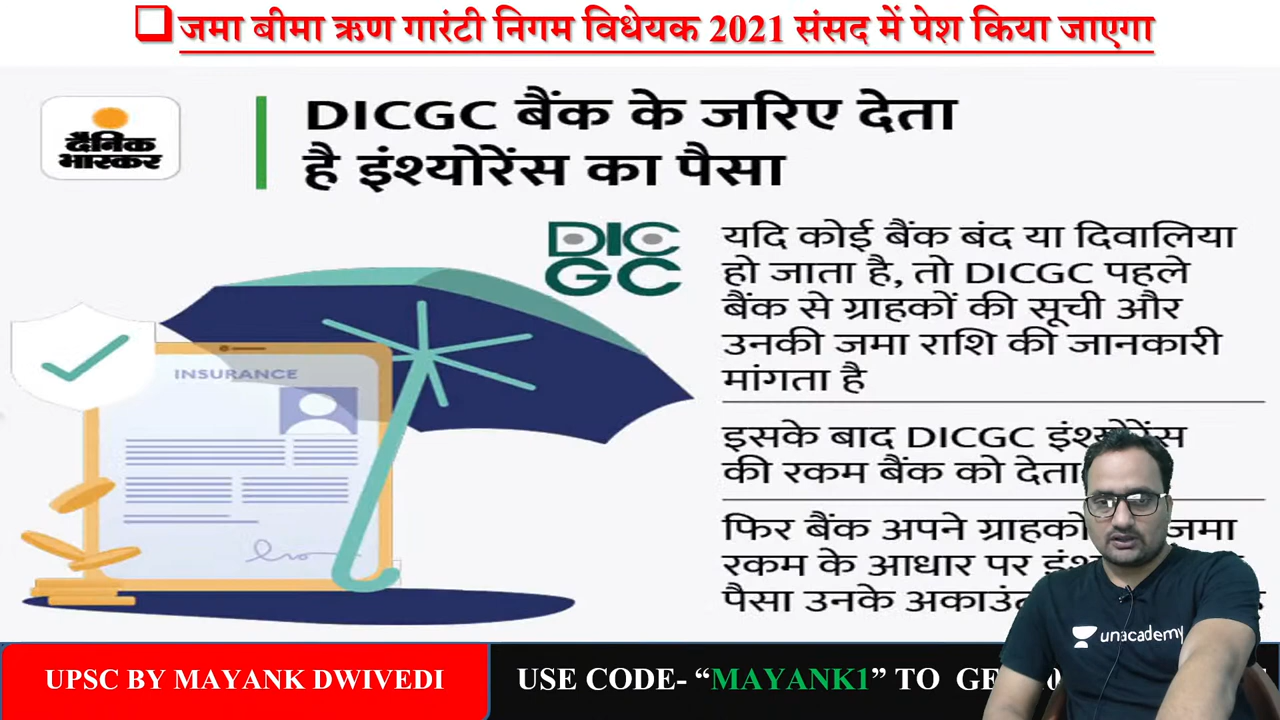 जमा बीमा ऋण गारंटी निगम विधेयक 2021 संसद में पेश किया जाएगा
दैनिक
भास्कर
DICGC बैंक के जरिए देता
है इंश्योरेंस का पैसा
DIC
GC
यदि कोई बैंक बंद या दिवालिया
हो जाता है, तो DICGC पहले
बैंक से ग्राहकों की सूची और
उनकी जमा राशि की जानकारी
मांगता है
इसके बाद DICGC इंश्योरेंस
की रकम बैंक को देता
फिर बैंक अपने ग्राहकों जमा
रकम के आधार पर
पैसा उनके
INSURANCE
unacademy
UPSC BY MAYANK DWIVEDI
USE CODE- “MAYANK1” TO